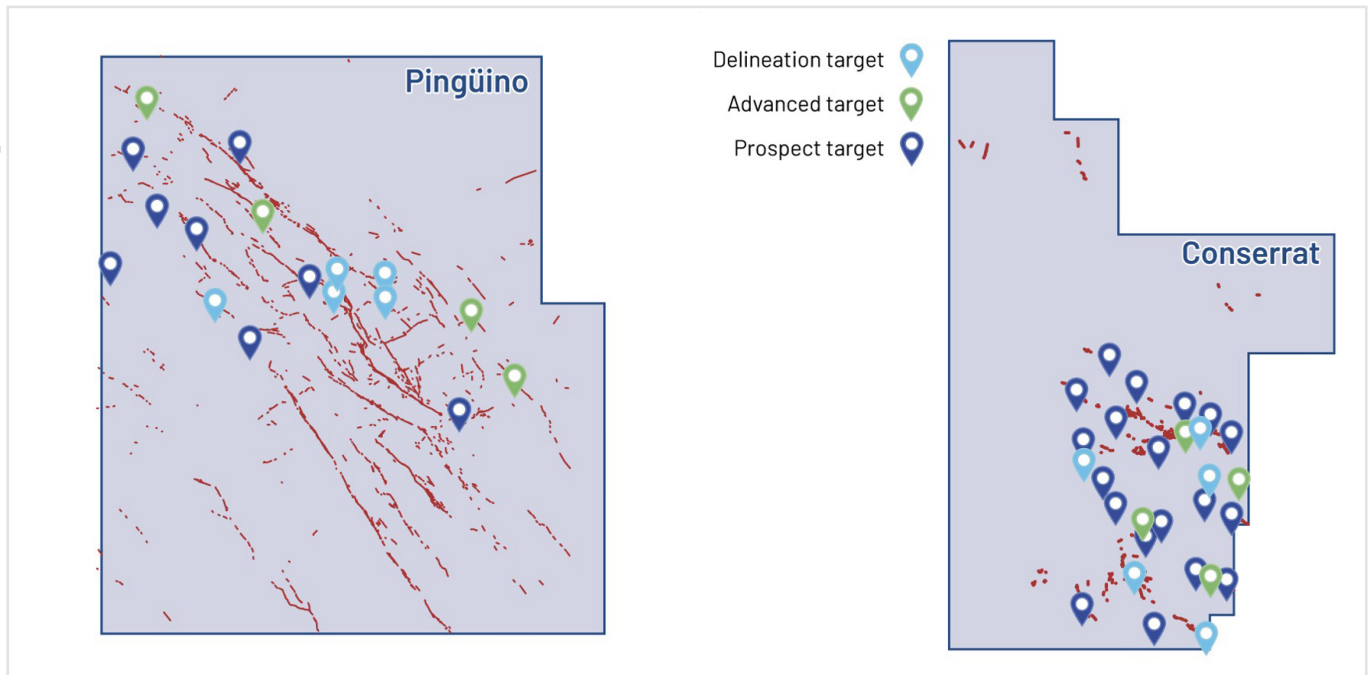 Pingüino
Delineation target
Advanced target
Prospect target
Conserrat